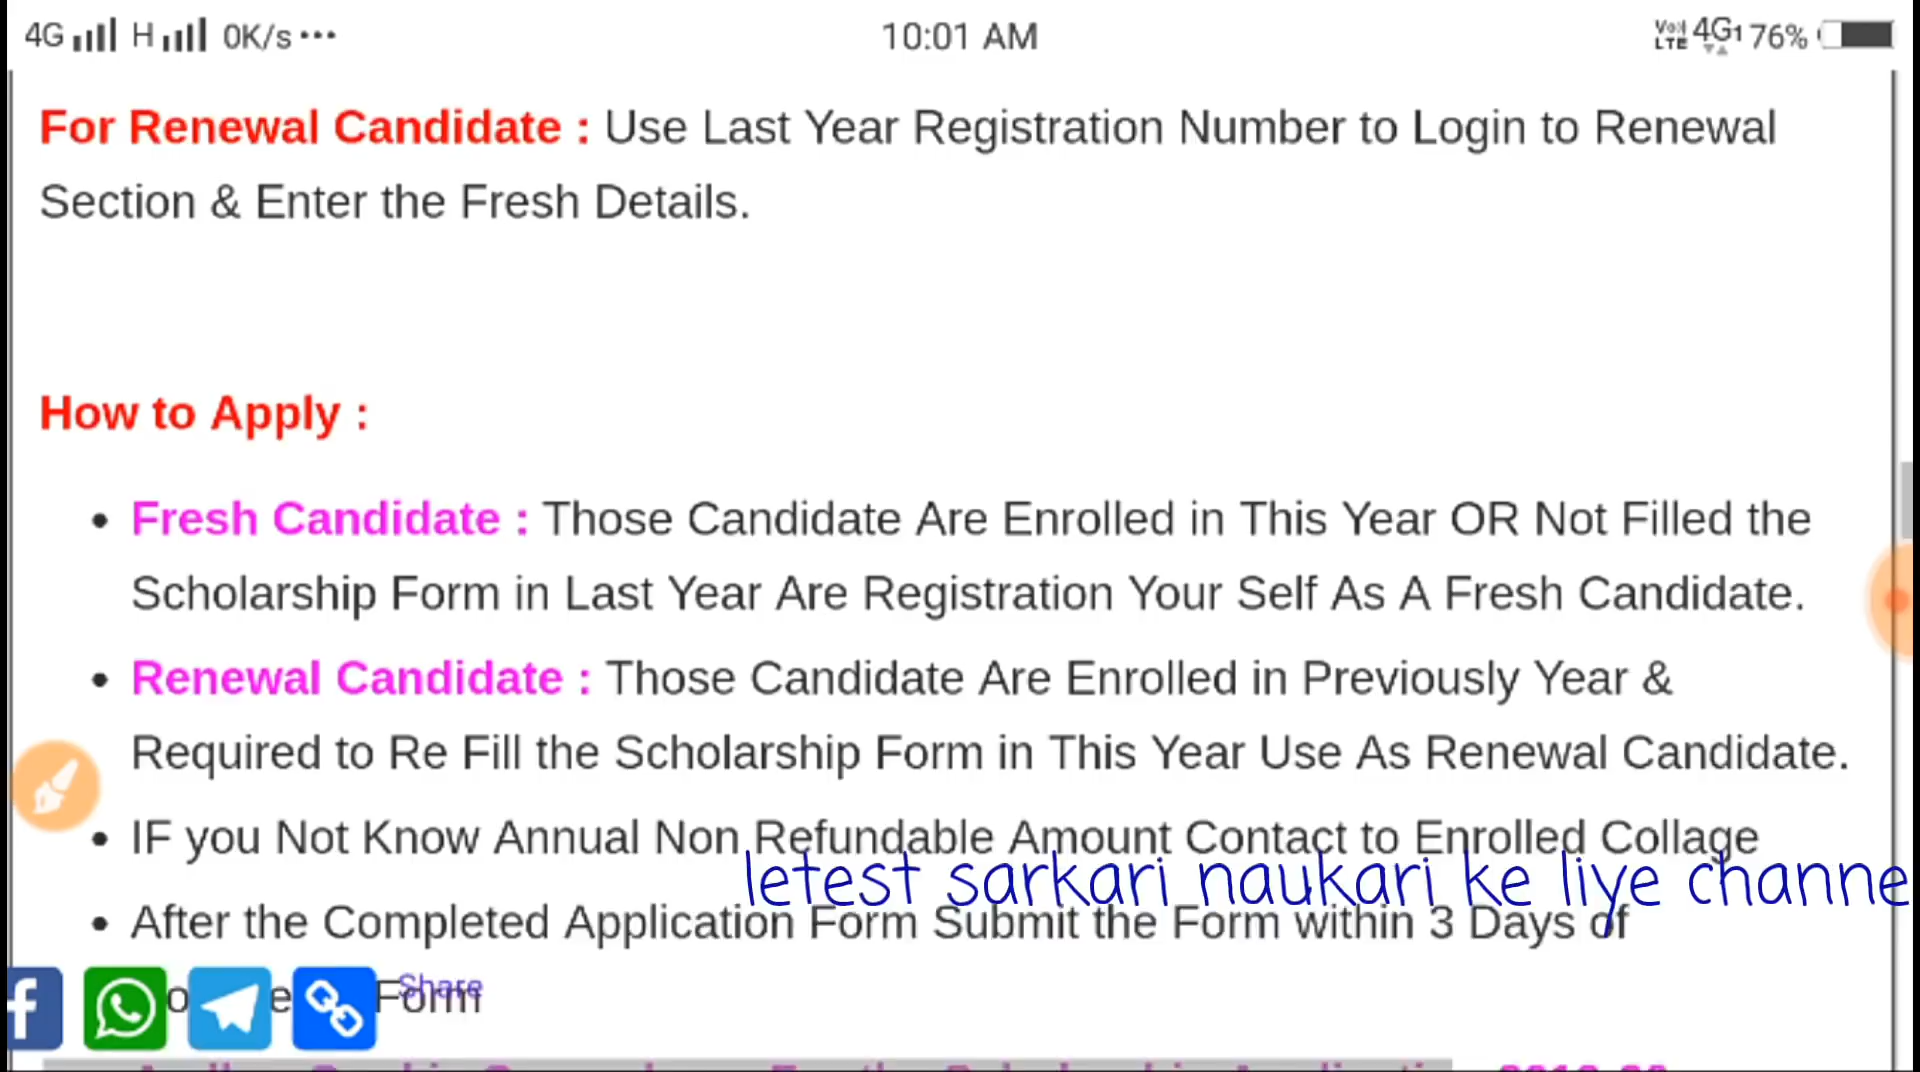 4G H 0K/s 10:01 AM 4G 76%
For Renewal Candidate : Use Last Year Registration Number to Login to Renewal
Section & Enter the Fresh Details.
How to Apply :
Fresh Candidate : Those Candidate Are Enrolled in This Year OR Not Filled the
Scholarship Form in Last Year Are Registration Your Self As A Fresh Candidate.
Renewal Candidate : Those Candidate Are Enrolled in Previously Year &
Required to Re Fill the Scholarship Form in This Year Use As Renewal Candidate.
IF you Not Know Annual Non Refundable Amount Contact to Enrolled Collage
letest sarkari naukari ke liye channe
After the Completed Application Form Submit the Form within 3 Days of
Form
Share